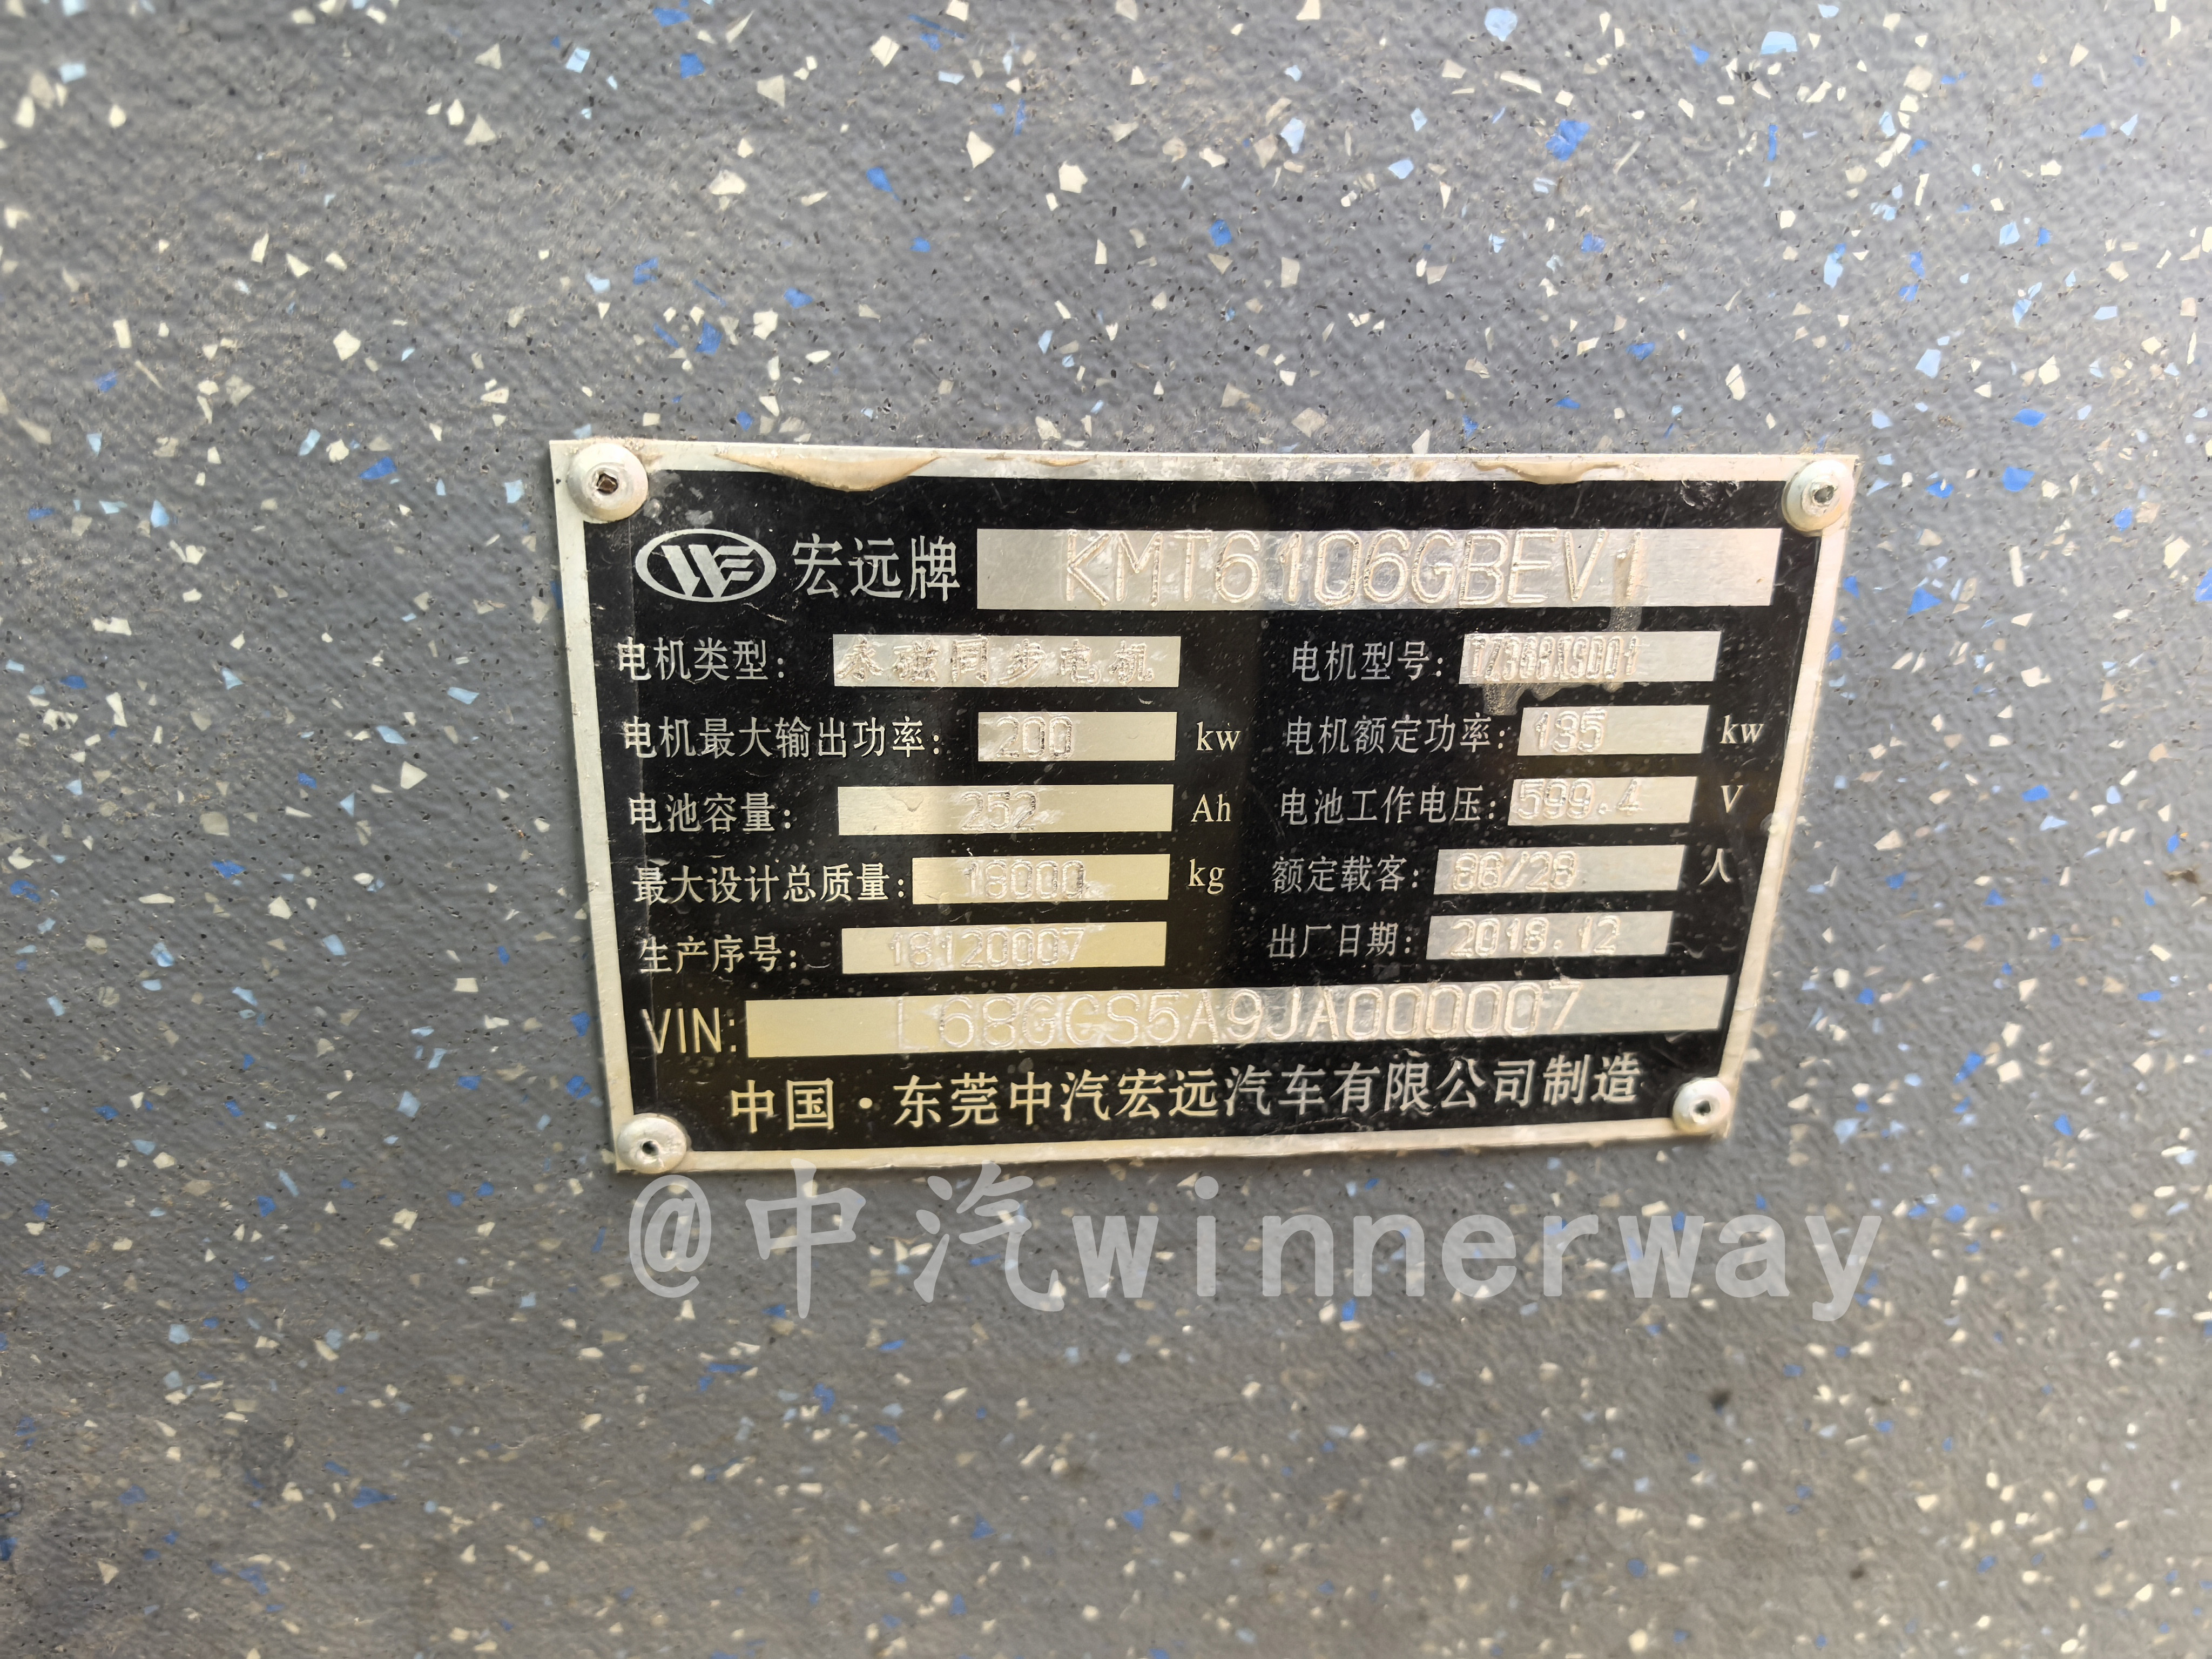 宏远牌 KMT6106GBEV1
电机类型: 永磁同步电机 电机型号: TZ368XS001
电机最大输出功率: 200 kw 电机额定功率: 135 kw
电池容量: 252 Ah 电池工作电压: 599.4 V
最大设计总质量: 18000 kg 额定载客: 86/28 人
生产序号: 18120007 出厂日期: 2018.12
VIN: L68GCS5A9JA000007
中国·东莞中汽宏远汽车有限公司制造
@中汽winnerway